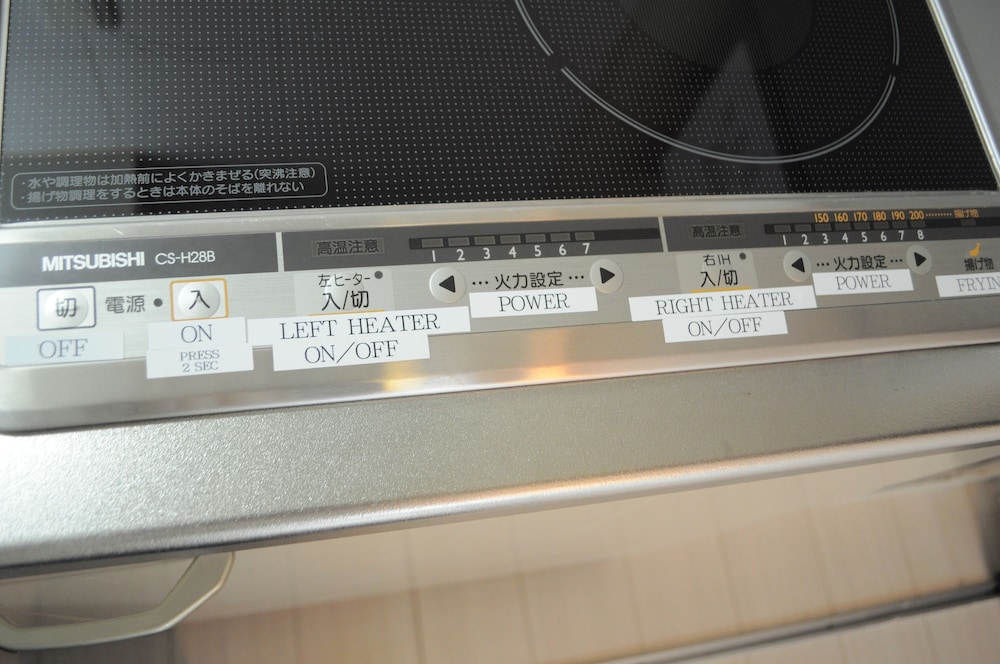 ・水や調理物は加熱前によくかきまぜる(突沸注意)
・揚げ物調理をするときは本体のそばを離れない
MITSUBISHI CS-H28B
切 電源 入
OFF
ON
PRESS
2 SEC
高温注意
1 2 3 4 5 6 7
左ヒーター
入/切
火力設定
LEFT HEATER
ON/OFF
POWER
高温注意
150 160 170 180 190 200 揚げ物
1 2 3 4 5 6 7 8
右IH
入/切
火力設定
揚げ物
RIGHT HEATER
ON/OFF
POWER
FRYIN